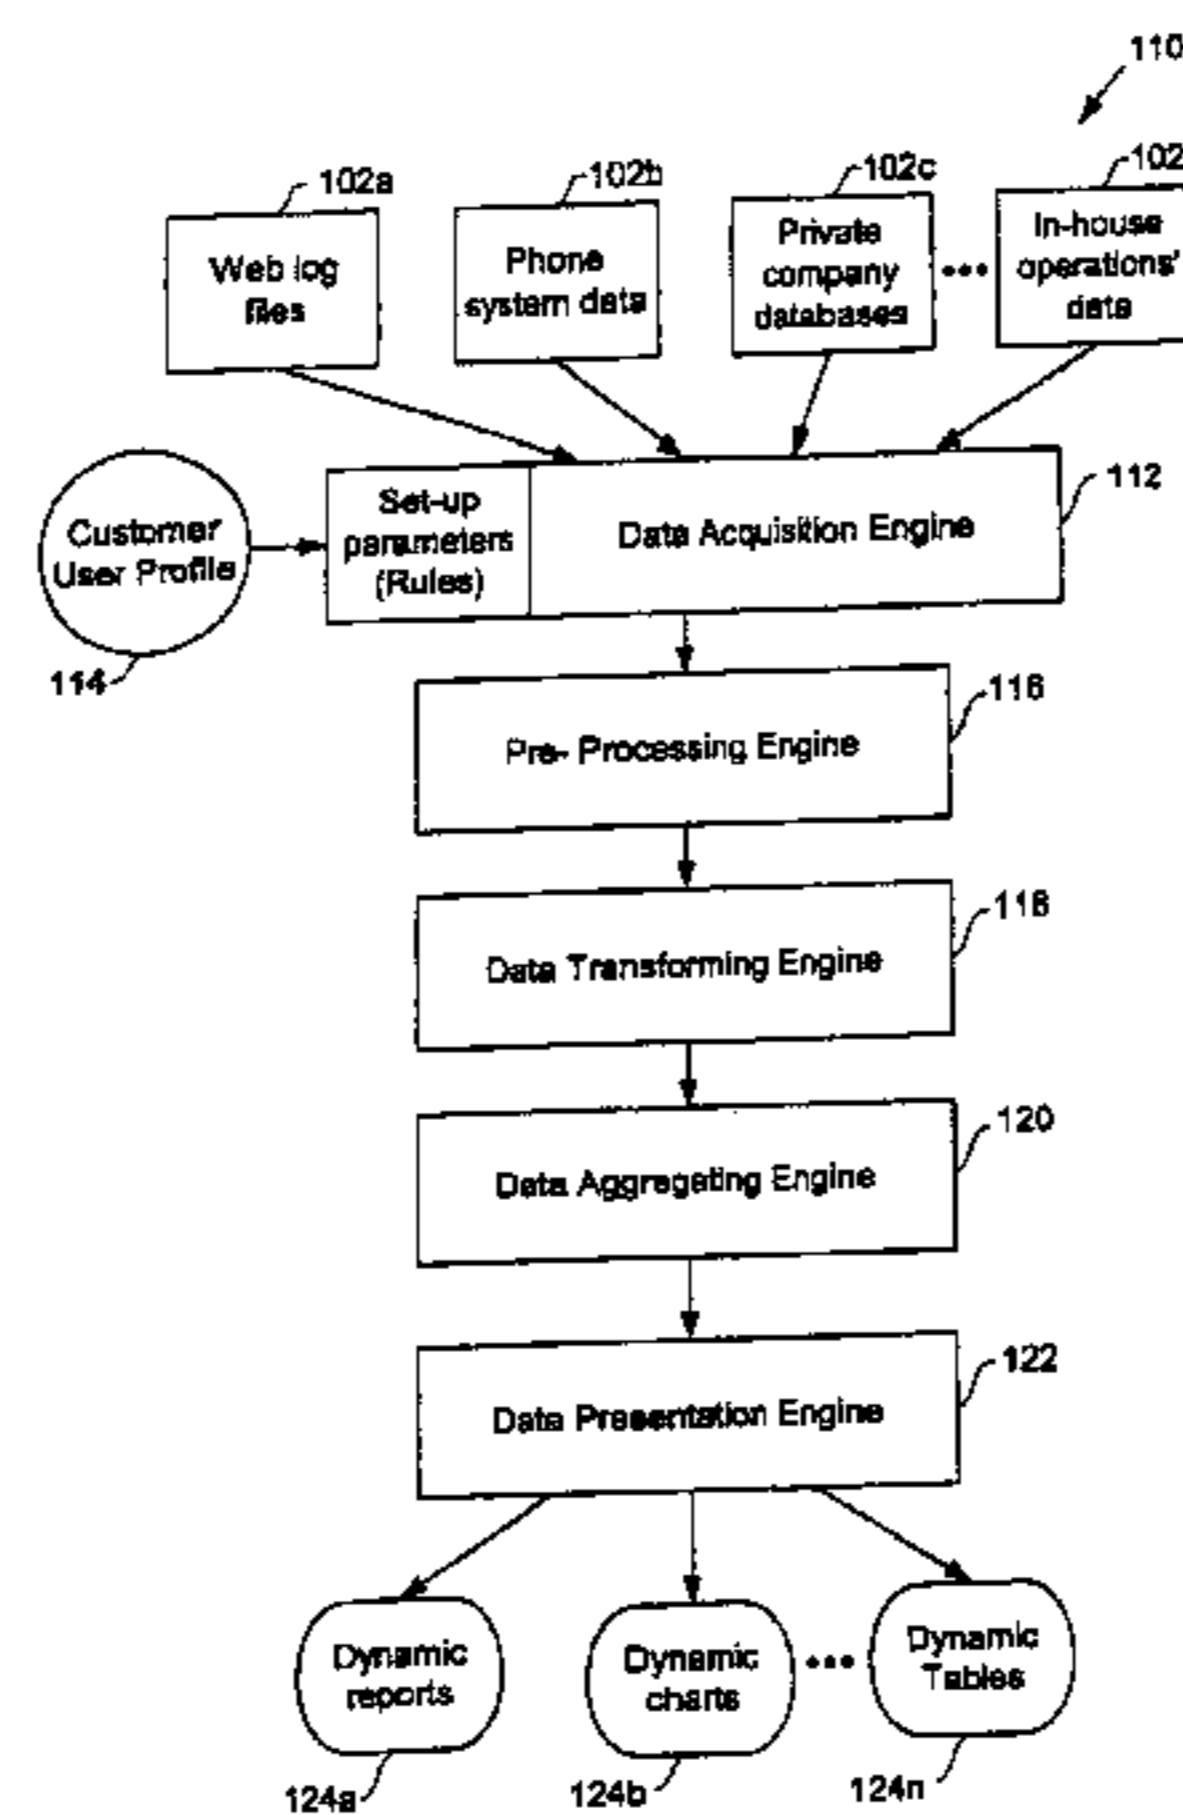 110
102a
102b
102c
102
Web log
files
Phone
system data
Private
company
databases
•••
In-house
operations'
data
Customer
User Profile
114
Set-up
parameters
(Rules)
Data Acquisition Engine
112
Pre- Processing Engine
116
Data Transforming Engine
118
Data Aggregating Engine
120
Data Presentation Engine
122
Dynamic
reports
Dynamic
charts
•••
Dynamic
Tables
124a
124b
124n